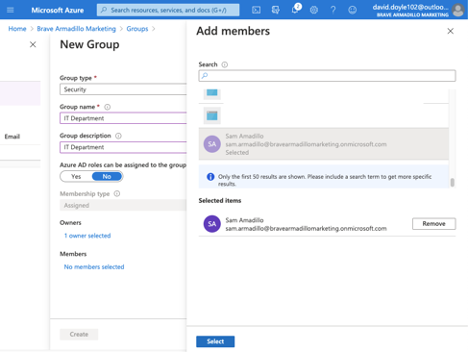 Microsoft Azure
Search resources, services, and docs (G+/)
2
david.doyle102@outloo...
BRAVE ARMADILLO MARKETING
Home > Brave Armadillo Marketing > Groups >
New Group
Group type *
Security
Group name *
IT Department
Group description
IT Department
Azure AD roles can be assigned to the group
Yes No
Membership type
Assigned
Owners
1 owner selected
Members
No members selected
Create
Email
Add members
Search
SA
Sam Amadillo
sam.armadillo@bravearmadillomarketing.onmicrosoft.com
Selected
Only the first 50 results are shown. Please include a search term to get more specific
results.
Selected items
SA
Sam Amadillo
sam.armadillo@bravearmadillomarketing.onmicrosoft.com
Remove
Select